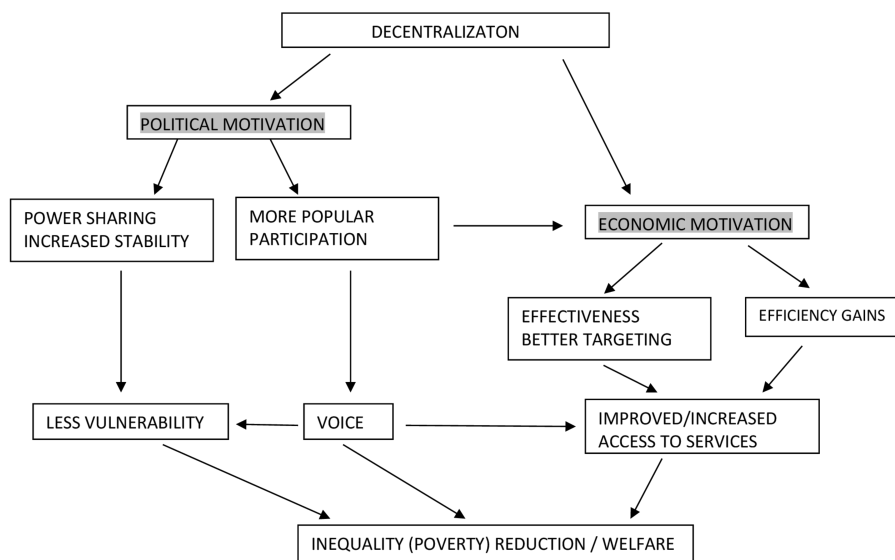 DECENTRALIZATON
POLITICAL MOTIVATION
POWER SHARING
INCREASED STABILITY
MORE POPULAR
PARTICIPATION
ECONOMIC MOTIVATION
EFFECTIVENESS
BETTER TARGETING
EFFICIENCY GAINS
LESS VULNERABILITY
VOICE
IMPROVED/INCREASED
ACCESS TO SERVICES
INEQUALITY (POVERTY) REDUCTION / WELFARE